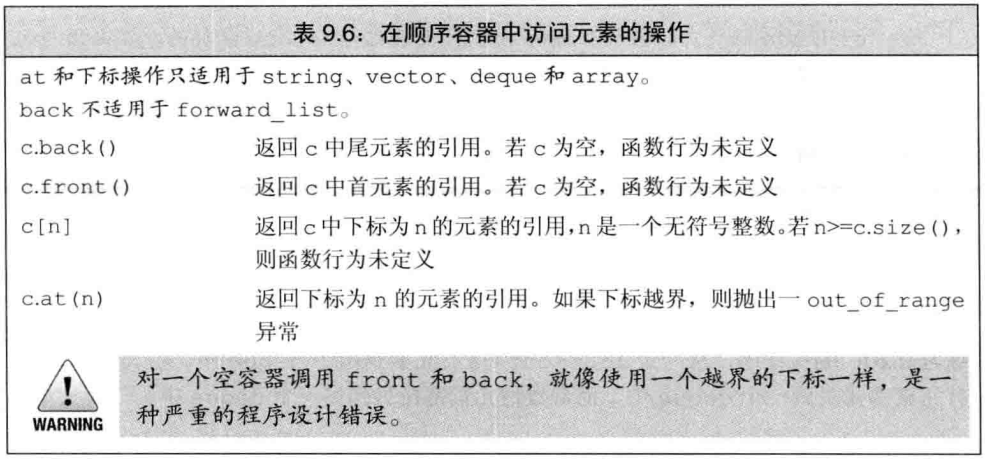 表 9.6：在顺序容器中访问元素的操作
at 和下标操作只适用于 string、vector、deque 和 array。
back 不适用于 forward_list。
c.back() 返回 c 中尾元素的引用。若 c 为空，函数行为未定义
c.front() 返回 c 中首元素的引用。若 c 为空，函数行为未定义
c[n] 返回 c 中下标为 n 的元素的引用,n 是一个无符号整数。若 n>=c.size()，
则函数行为未定义
c.at(n) 返回下标为 n 的元素的引用。如果下标越界，则抛出一 out_of_range
异常
对一个空容器调用 front 和 back，就像使用一个越界的下标一样，是一
种严重的程序设计错误。
!
WARNING